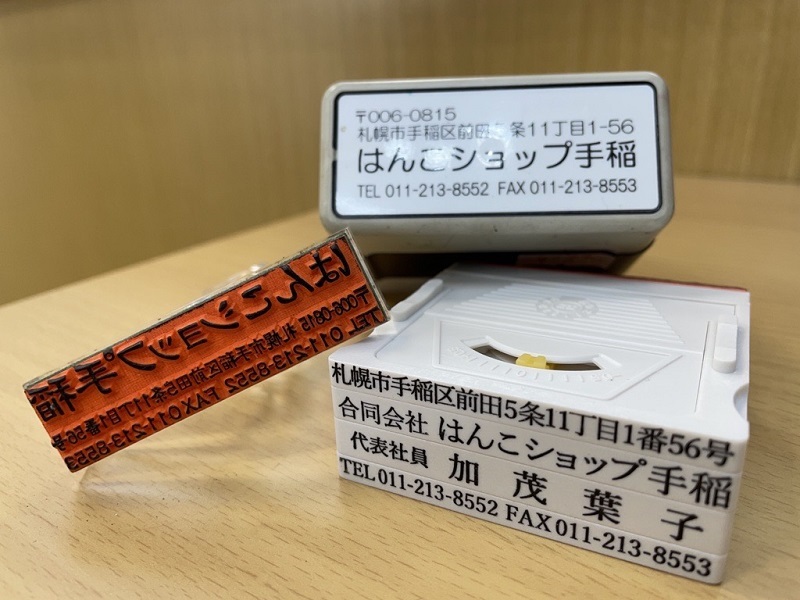 〒006-0815
札幌市手稲区前田5条11丁目1-56
はんこショップ手稲
TEL 011-213-8552 FAX 011-213-8553
はんこショップ手稲
〒006-0815 札幌市手稲区前田5条11丁目1番56号
TEL 011-213-8552 FAX 011-213-8553
札幌市手稲区前田5条11丁目1番56号
合同会社 はんこショップ手稲
代表社員 加茂葉子
TEL 011-213-8552 FAX 011-213-8553